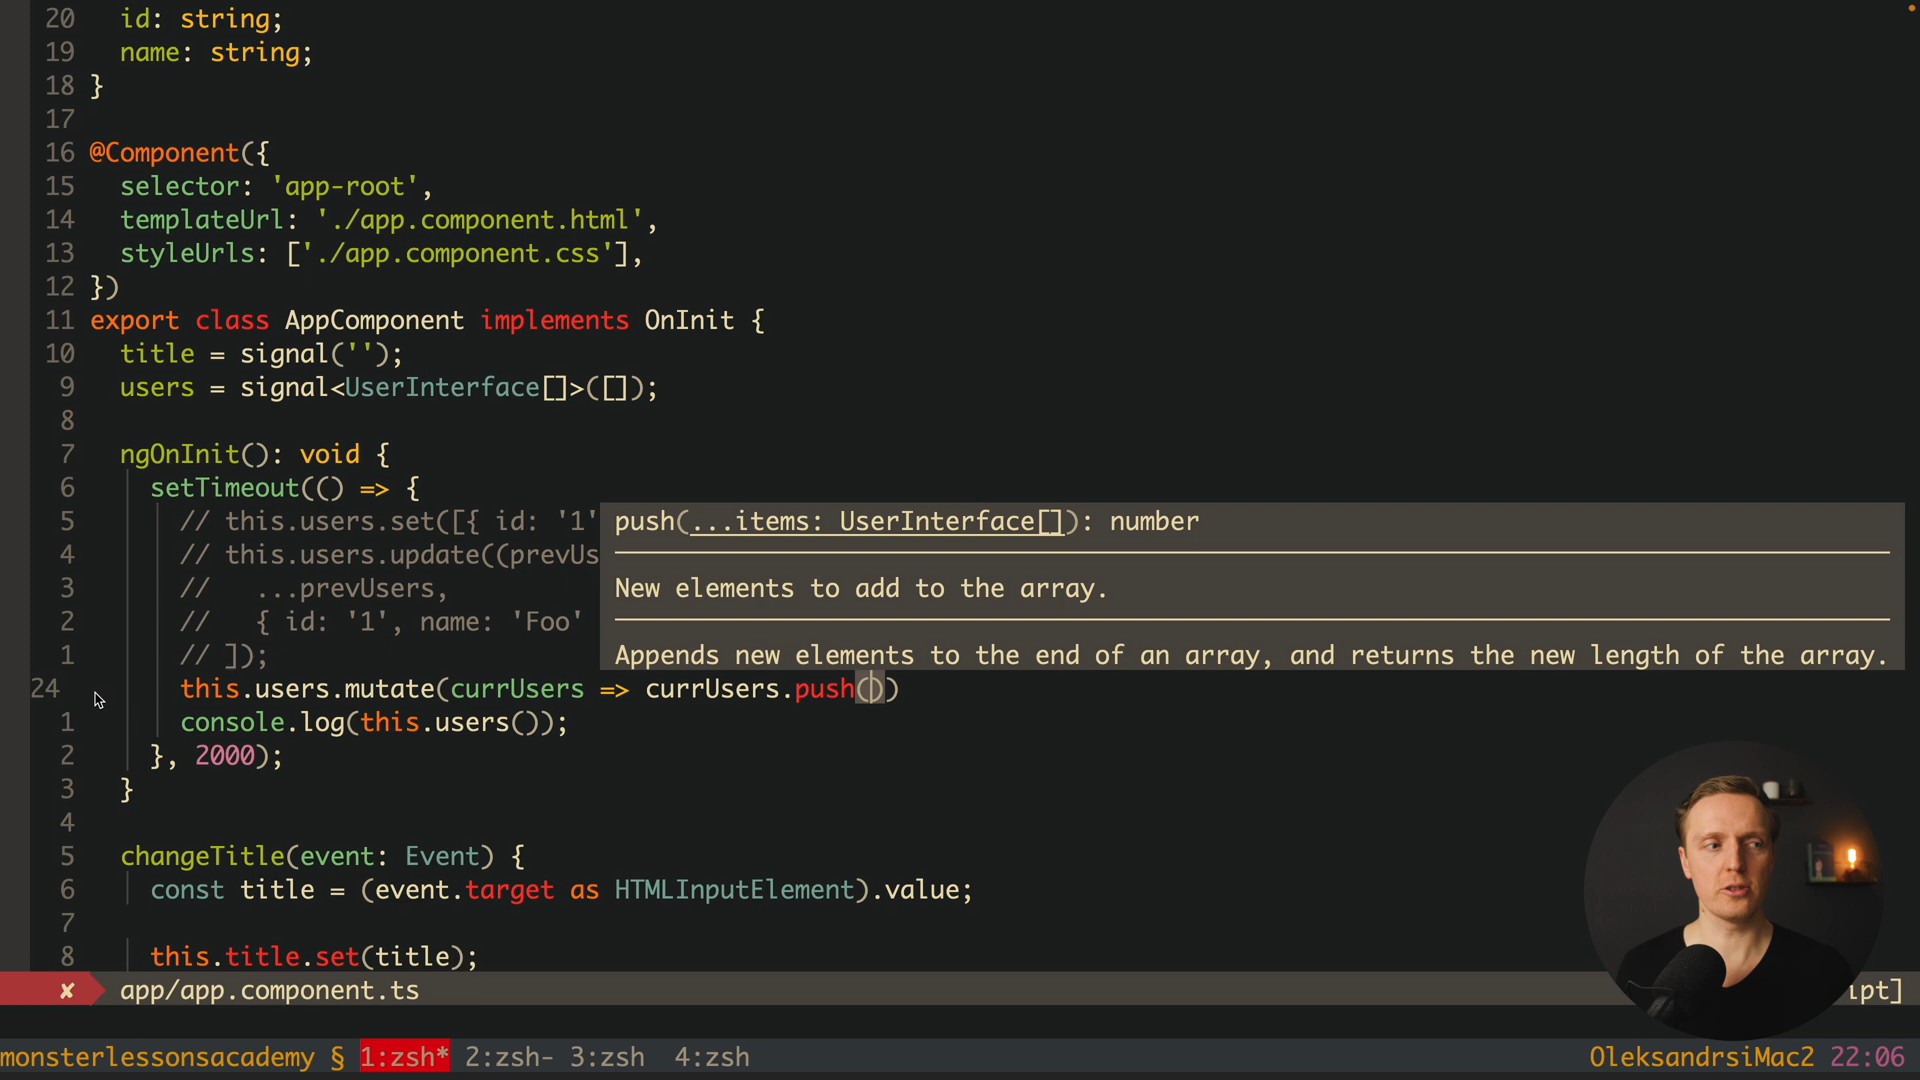 20 id: string;
19 name: string;
18 }
17
16 @Component({
15 selector: 'app-root',
14 templateUrl: './app.component.html',
13 styleUrls: ['./app.component.css'],
12 })
11 export class AppComponent implements OnInit {
10 title = signal('');
9 users = signal<UserInterface[]>([]);
8
7 ngOnInit(): void {
6 setTimeout(() => {
5 // this.users.set([{ id: '1' push(...items: UserInterface[]): number
4 // this.users.update((prevUs
3 // ...prevUsers, New elements to add to the array.
2 // { id: '1', name: 'Foo'
1 // ]); Appends new elements to the end of an array, and returns the new length of the array.
24 this.users.mutate(currUsers => currUsers.push())
1 console.log(this.users());
2 }, 2000);
3 }
4
5 changeTitle(event: Event) {
6 const title = (event.target as HTMLInputElement).value;
7
8 this.title.set(title);
✘ app/app.component.ts ipt]
monsterlessonsacademy § 1:zsh* 2:zsh- 3:zsh 4:zsh OleksandrsiMac2 22:06